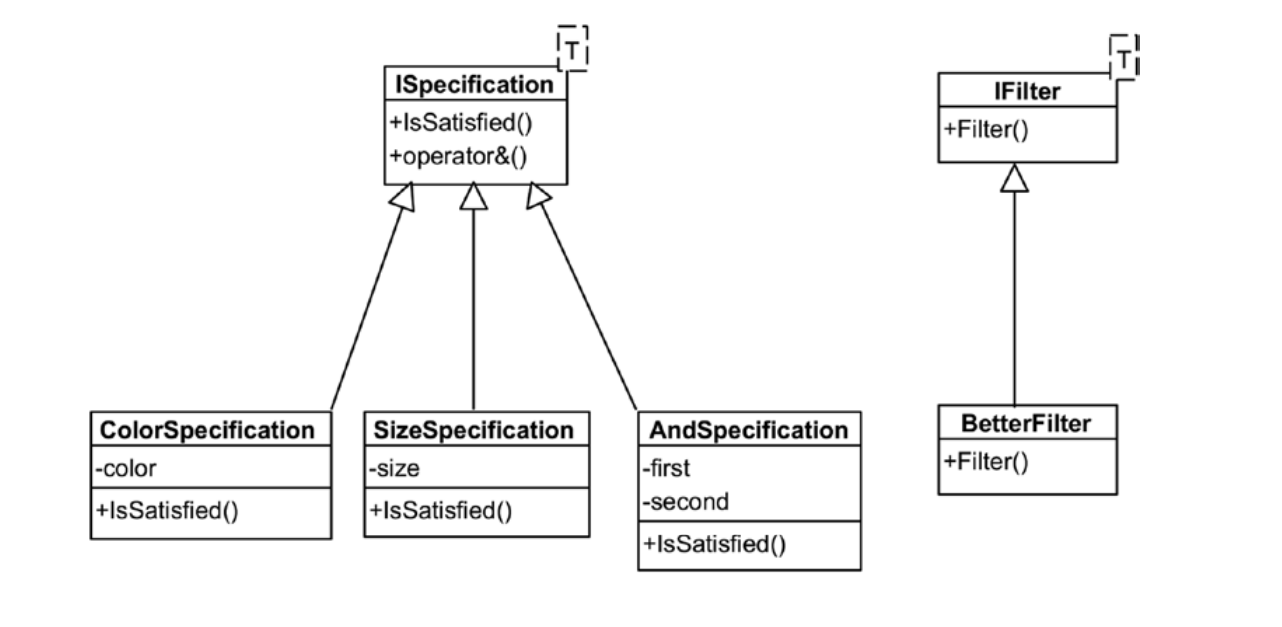 T
ISpecification
+IsSatisfied()
+operator&()
T
IFilter
+Filter()
ColorSpecification
-color
+IsSatisfied()
SizeSpecification
-size
+IsSatisfied()
AndSpecification
-first
-second
+IsSatisfied()
BetterFilter
+Filter()